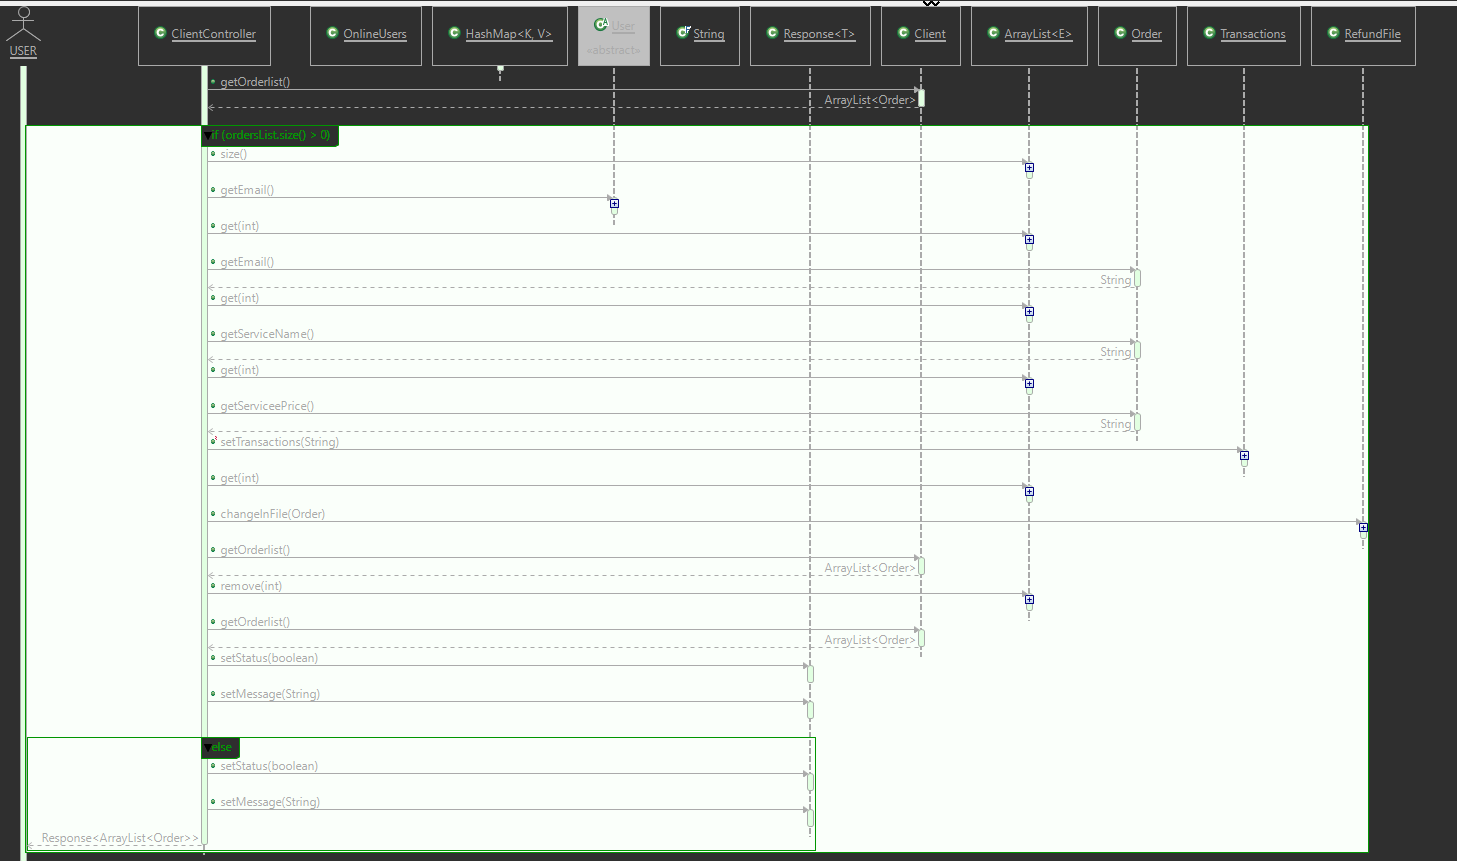 USER
ClientController
OnlineUsers
HashMap<K, V>
User
«abstract»
String
Response<T>
Client
ArrayList<E>
Order
Transactions
RefundFile
getOrderlist()
ArrayList<Order>
if (ordersList.size() > 0)
size()
getEmail()
get(int)
getEmail()
String
get(int)
getServiceName()
String
get(int)
getServiceePrice()
String
setTransactions(String)
get(int)
changeInFile(Order)
getOrderlist()
ArrayList<Order>
remove(int)
getOrderlist()
ArrayList<Order>
setStatus(boolean)
setMessage(String)
else
setStatus(boolean)
setMessage(String)
Response<ArrayList<Order>>